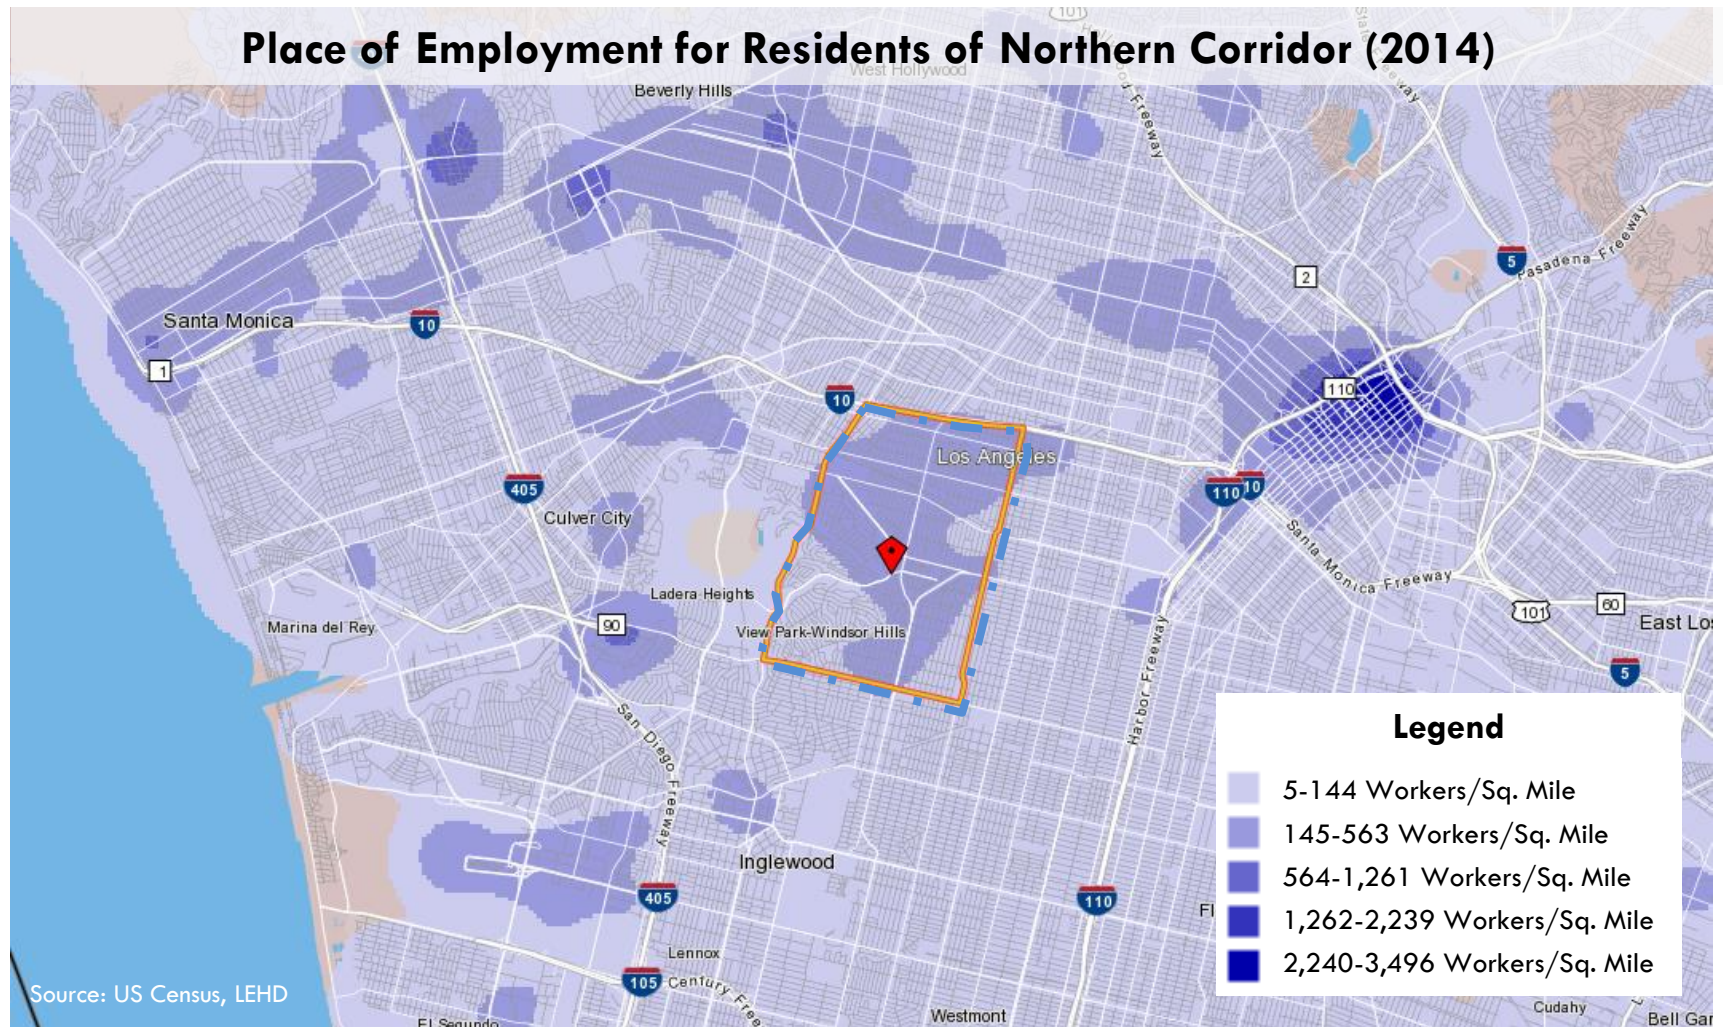 101
Place of Employment for Residents of Northern Corridor (2014)
West Hollywood
Beverly Hills
Freeway
2
5
Pasadena Freeway
Santa Monica
10
1
10
110
Los Angeles
405
110
10
Culver City
Santa Monica Freeway
Ladera Heights
101
60
East Los
90
Marina del Rey
View Park-Windsor Hills
5
Harbor Freeway
San Diego Freeway
Legend
5-144 Workers/Sq. Mile
145-563 Workers/Sq. Mile
564-1,261 Workers/Sq. Mile
1,262-2,239 Workers/Sq. Mile
2,240-3,496 Workers/Sq. Mile
Inglewood
405
110
Fl
Lennox
105
Century Free
Source: US Census, LEHD
Westmont
Cudahy
El Segundo
Bell Gar